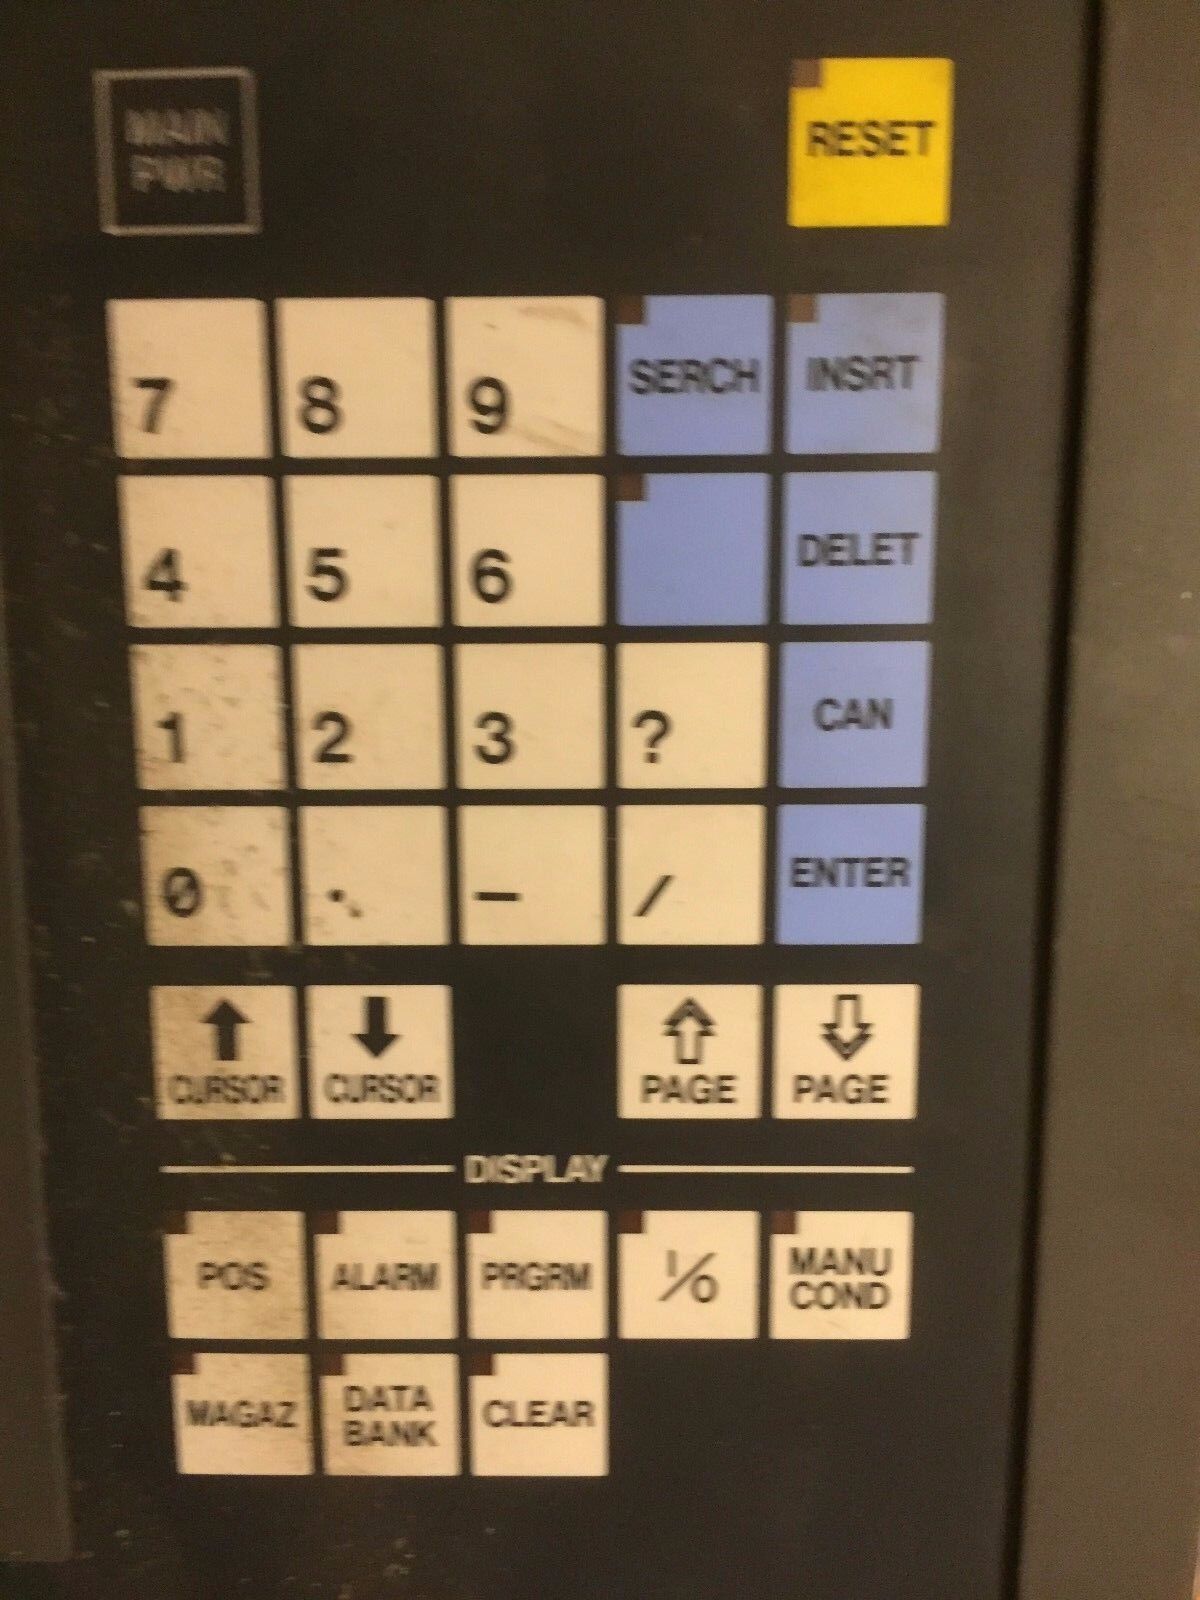 MAIN
PWR
RESET
7 8 9 SERCH INSRT
4 5 6 DELET
1 2 3 ? CAN
0 . - / ENTER
↑ ↓ ⇧ ⇩
CURSOR CURSOR PAGE PAGE
DISPLAY
POS ALARM PRGRM I/O MANU
COND
MAGAZ DATA
BANK CLEAR